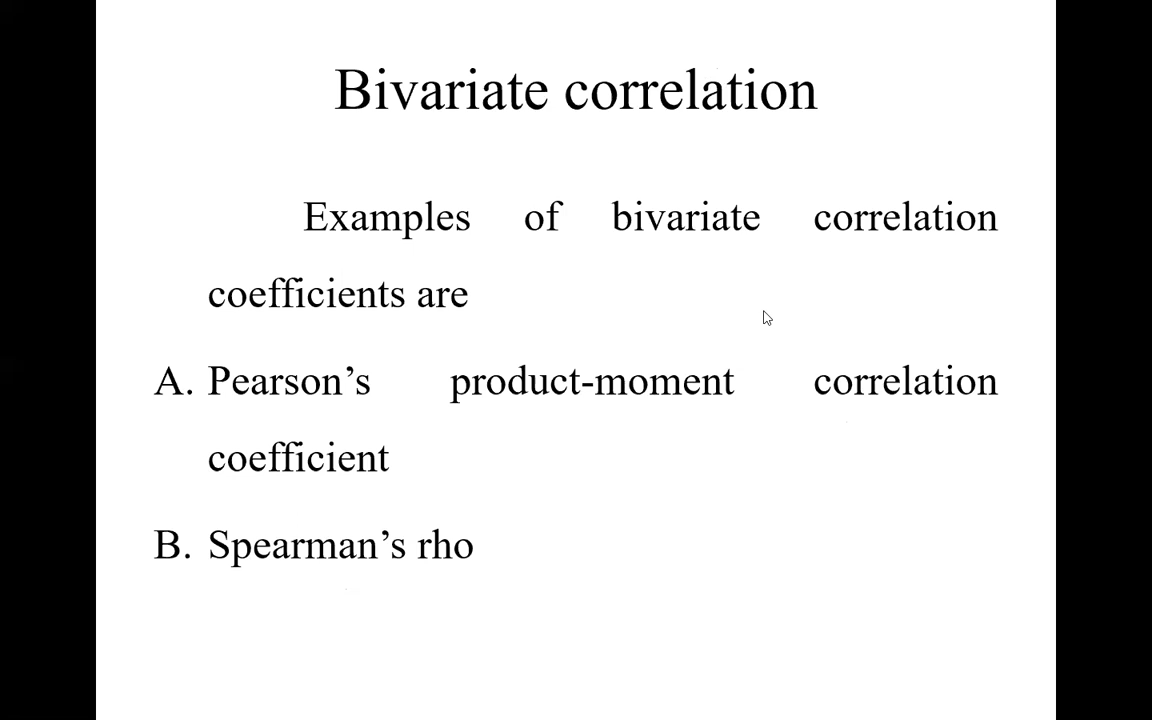 Bivariate correlation
Examples of bivariate correlation
coefficients are
A. Pearson’s product-moment correlation
coefficient
B. Spearman’s rho